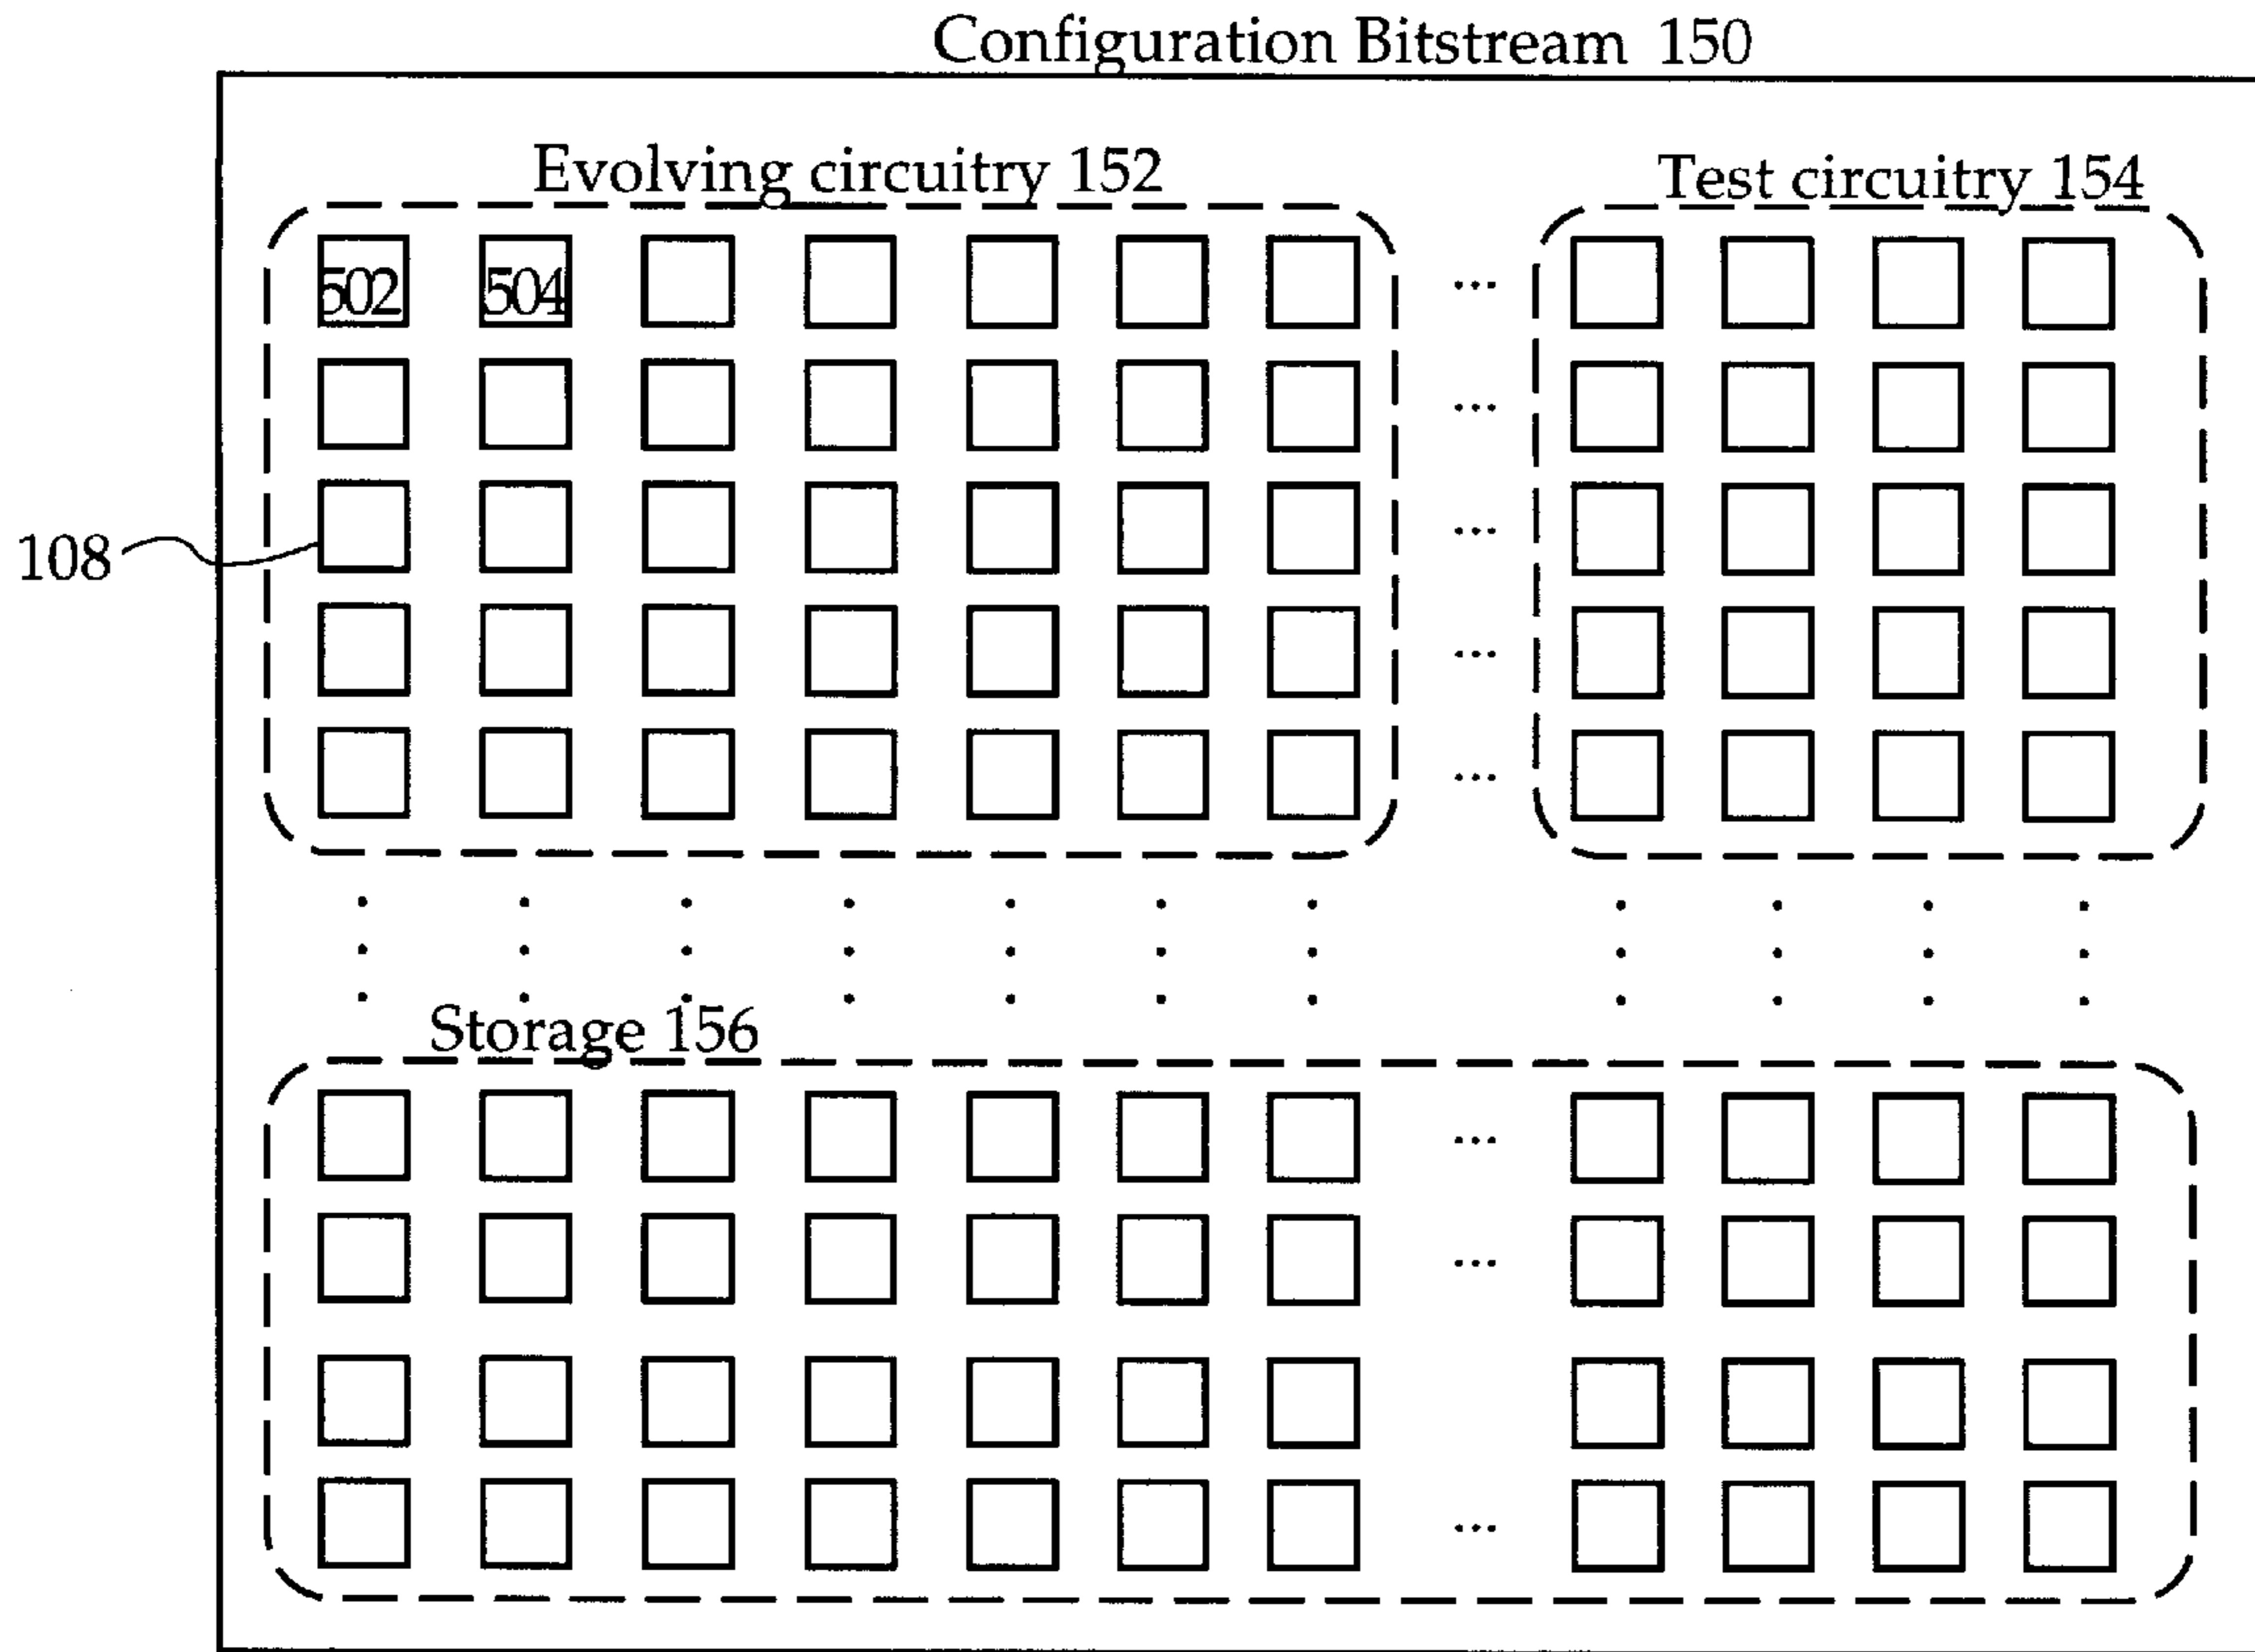 Configuration Bitstream 150
Evolving circuitry 152
Test circuitry 154
502 504
108
Storage 156